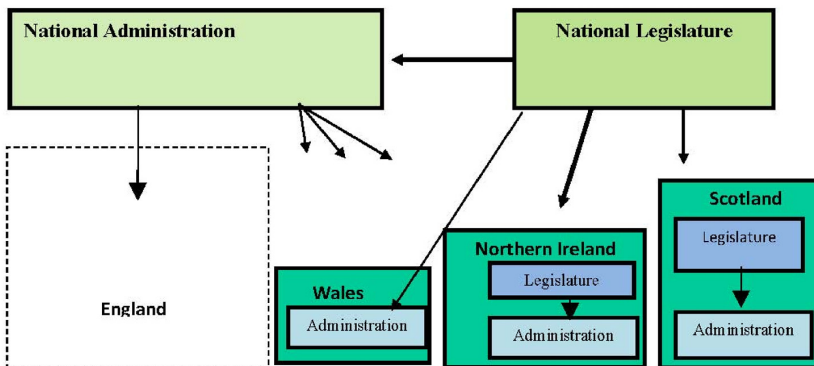 National Administration
National Legislature
England
Wales
Administration
Northern Ireland
Legislature
Administration
Scotland
Legislature
Administration